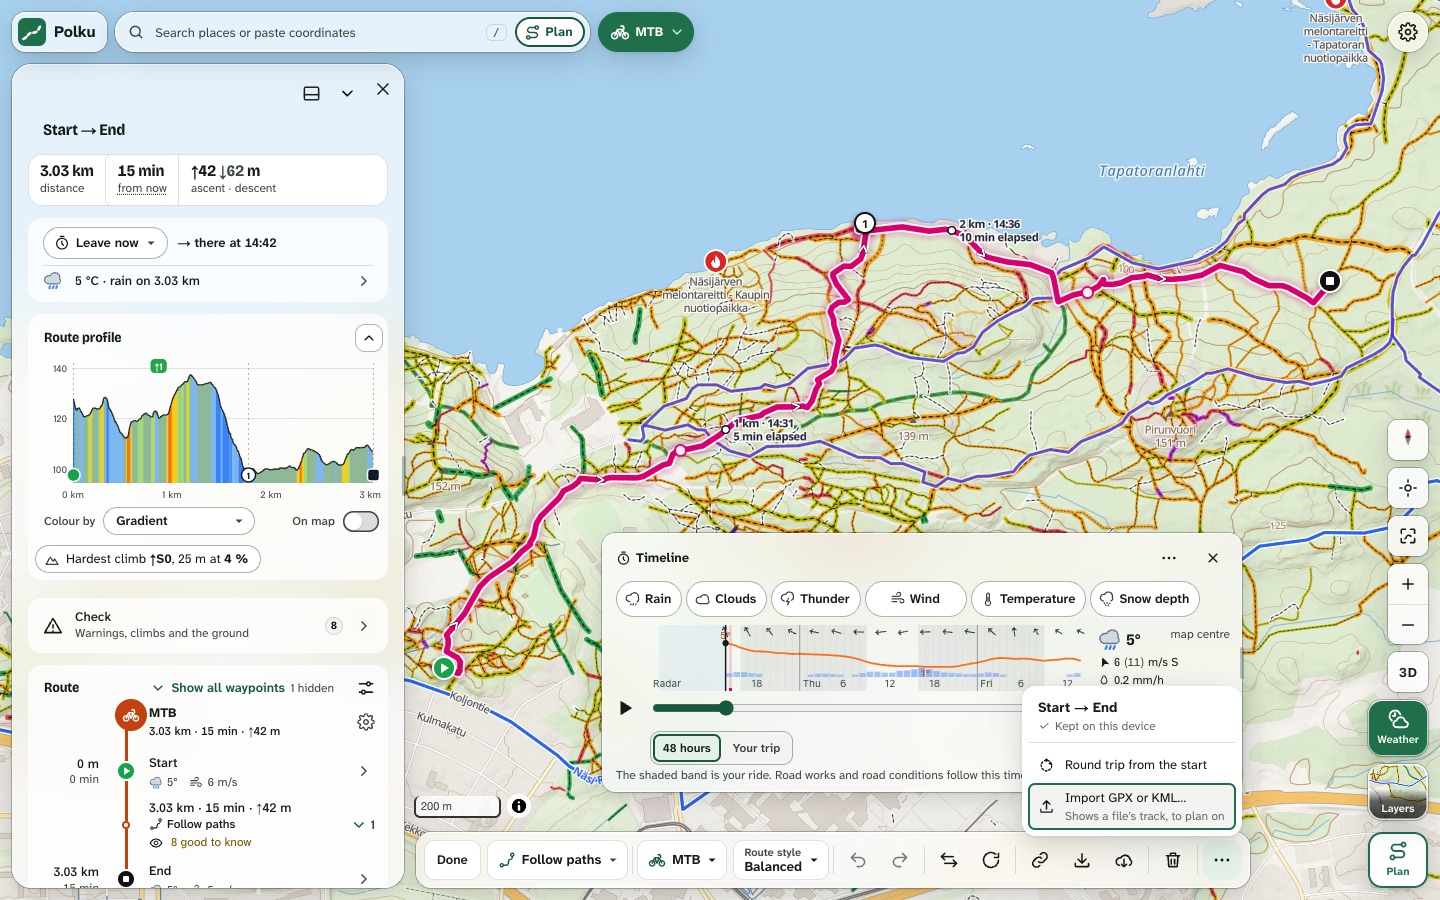 Polku
Search places or paste coordinates
/
Plan
MTB
Näsijärven
melontareitti
- Tapatoran
nuotiopaikka
Start → End
3.03 km
distance
15 min
from now
↑42 ↓62 m
ascent · descent
Leave now
→ there at 14:42
5 °C · rain on 3.03 km
Route profile
↑1
140
120
100
1
0 km
1 km
2 km
3 km
Colour by
Gradient
On map
Hardest climb ↑S0, 25 m at 4 %
Check
Warnings, climbs and the ground
8
Route
Show all waypoints
1 hidden
MTB
3.03 km · 15 min · ↑42 m
0 m
0 min
Start
5°
6 m/s
3.03 km · 15 min · ↑42 m
Follow paths
1
8 good to know
3.03 km
15 min
End
Tapatoranlahti
1
2 km · 14:36
10 min elapsed
Näsijärven
melontareitti - Kaupin
nuotiopaikka
100
1 km · 14:31
5 min elapsed
139 m
Pirunvuori
151 m
152 m
125
Kuljontie
Kulmakatu
200 m
Timeline
Rain
Clouds
Thunder
Wind
Temperature
Snow depth
5°
Radar
18
Thu
6
12
18
Fri
6
12
5°
map centre
6 (11) m/s S
0.2 mm/h
48 hours
Your trip
The shaded band is your ride. Road works and road conditions follow this time
Start → End
Kept on this device
Round trip from the start
Import GPX or KML…
Shows a file's track, to plan on
Done
Follow paths
MTB
Route style
Balanced
3D
Weather
Layers
Plan